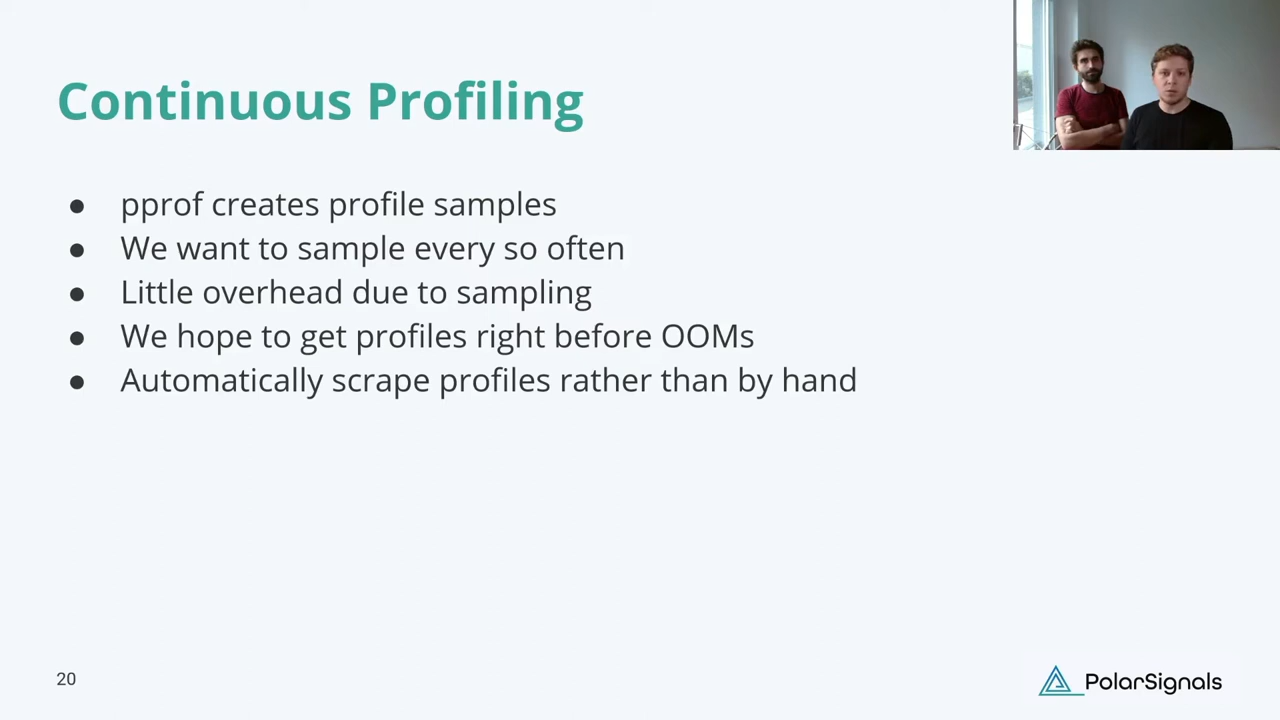 Continuous Profiling
● pprof creates profile samples
● We want to sample every so often
● Little overhead due to sampling
● We hope to get profiles right before OOMs
● Automatically scrape profiles rather than by hand
20
PolarSignals